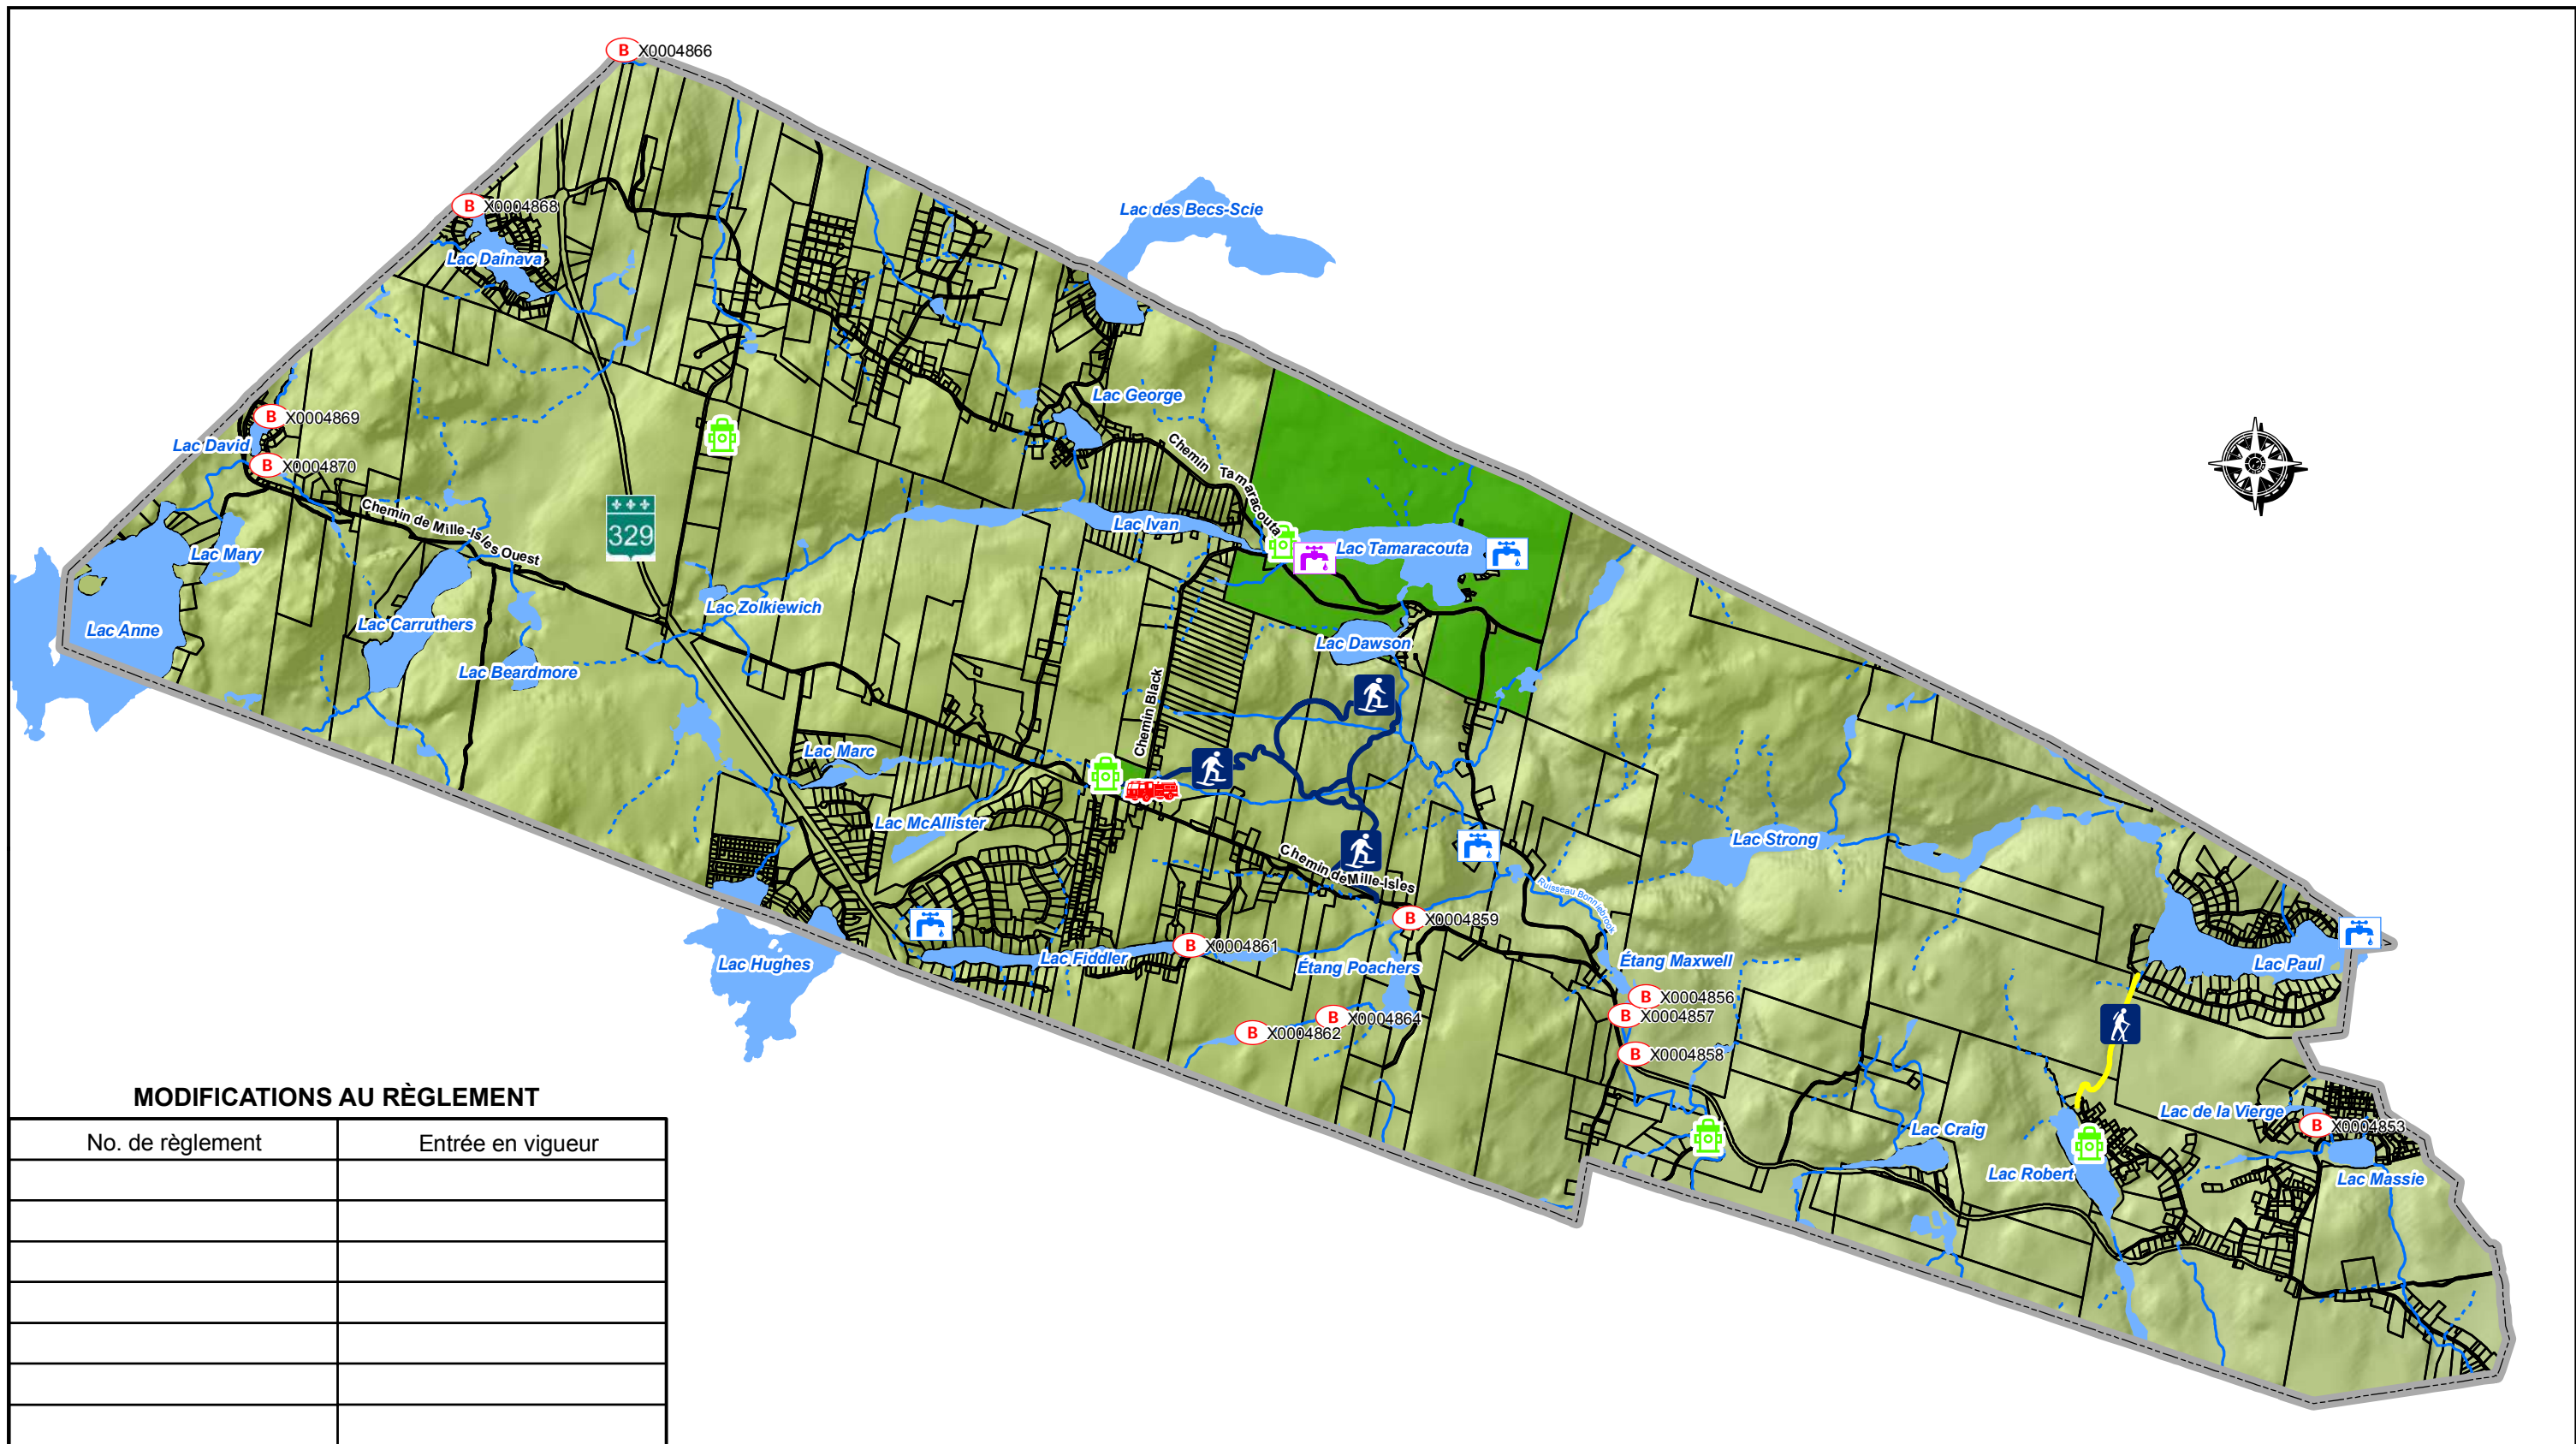 B X0004866
B X0004868
Lac des Becs-Scie
Lac Dainava
Lac George
B X0004869
Lac David
B X0004870
Chemin Tamaracouta
Chemin de Mille-Isles Ouest
329
Lac Ivan
Lac Tamaracouta
Lac Mary
Lac Zolkiewich
Lac Carruthers
Lac Anne
Lac Dawson
Lac Beardmore
Chemin Black
Lac Marc
Lac McAllister
Lac Strong
Chemin de Mille-Isles
Ruisseau Bonniebrook
B X0004859
B X0004861
Lac Fiddler
Lac Hughes
Étang Poachers
Étang Maxwell
Lac Paul
B X0004856
B X0004857
B X0004864
B X0004862
B X0004858
Lac de la Vierge
B X0004853
Lac Craig
Lac Robert
Lac Massie
MODIFICATIONS AU RÈGLEMENT
No. de règlement Entrée en vigueur